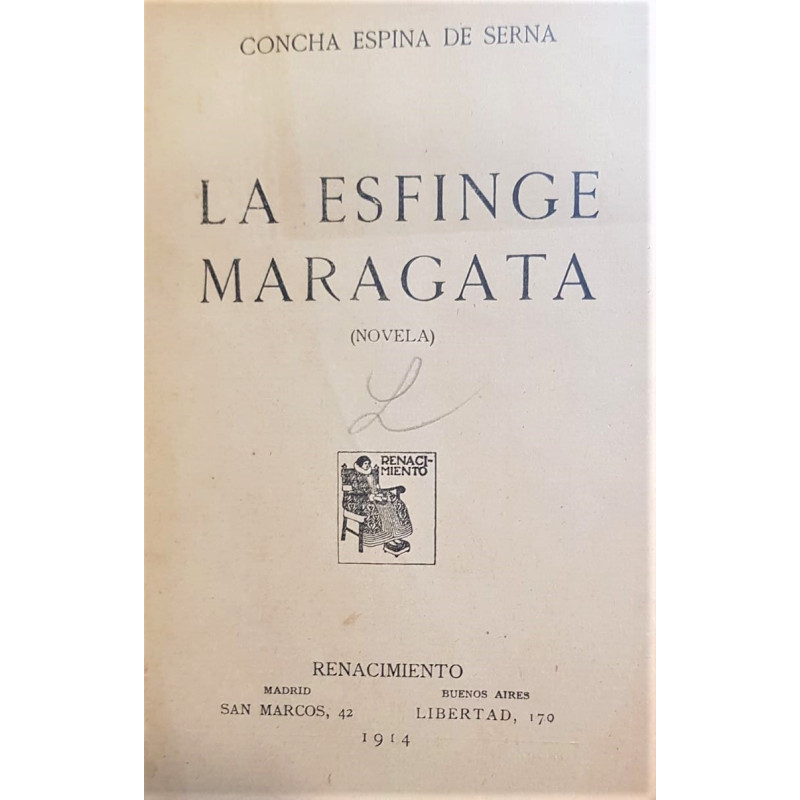 CONCHA ESPINA DE SERNA
LA ESFINGE
MARAGATA
(NOVELA)
L
RENACI-
MIENTO
RENACIMIENTO
MADRID
SAN MARCOS, 42
BUENOS AIRES
LIBERTAD, 170
1914